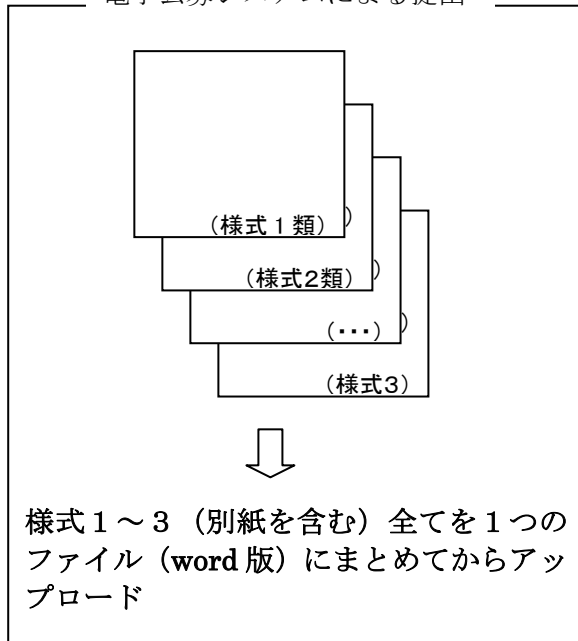 電子公募システムによる提出
(様式1類)
(様式2類)
(・・・)
(様式3)
様式1～3（別紙を含む）全てを1つの
ファイル（word 版）にまとめてからアッ
プロード